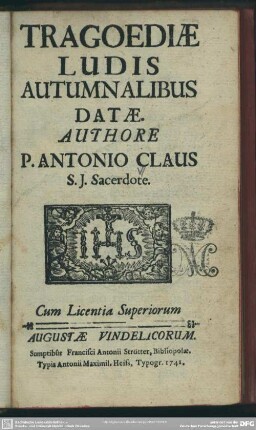 TRAGOEDIÆ
LUDIS
AUTUMNALIBUS
DATÆ.
AUTHORE
P. ANTONIO CLAUS
S. J. Sacerdote.
IHS
Cum Licentia Superiorum
AUGUSTÆ VINDELICORUM.
Sumptibus Francisci Antonii Strötter, Bibliopolæ.
Typis Antonii Maximil. Heiss, Typogr. 1741.